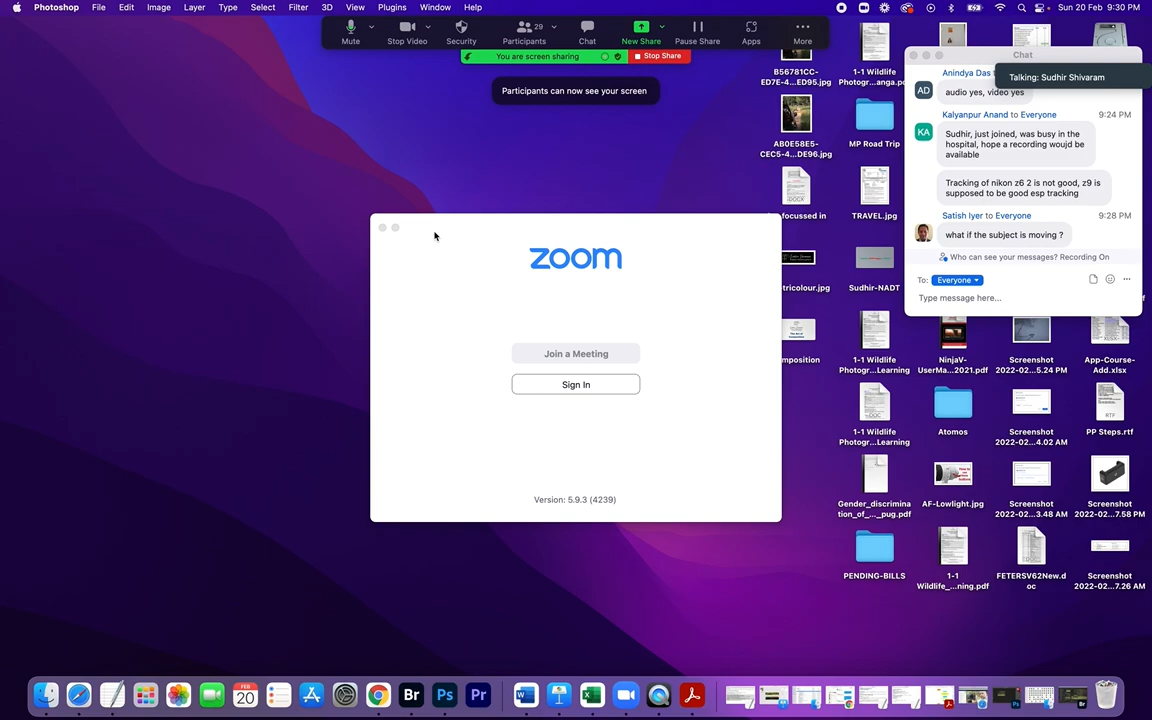 Photoshop File Edit Image Layer Type Select Filter 3D View Plugins Window Help
Sun 20 Feb 9:30 PM
Mute Stop Video Security Participants 29 Chat New Share Pause Share Apps More
You are screen sharing
Stop Share
Participants can now see your screen
zoom
Join a Meeting
Sign In
Version: 5.9.3 (4239)
Chat
Talking: Sudhir Shivaram
Anindya Das
AD
audio yes, video yes
Kalyanpur Anand to Everyone 9:24 PM
KA
Sudhir, just joined, was busy in the
hospital, hope a recording woujd be
available
Tracking of nikon z6 2 is not good, z9 is
supposed to be good esp tracking
Satish Iyer to Everyone 9:28 PM
what if the subject is moving ?
Who can see your messages? Recording On
To: Everyone
Type message here...
B56781CC-
ED7E-4...ED95.jpg
1-1 Wildlife
Photogr...anga.pd
AB0E58E5-
CEC5-4...DE96.jpg
MP Road Trip
focussed in
TRAVEL.jpg
tricolour.jpg
Sudhir-NADT
mposition
1-1 Wildlife
Photogr...Learning
NinjaV-
UserMa...2021.pdf
Screenshot
2022-02...5.24 PM
App-Course-
Add.xlsx
XLSX
DOCX
DOC
RTF
1-1 Wildlife
Photogr...Learning
Atomos
Screenshot
2022-02...4.02 AM
PP Steps.rtf
Gender_discrimina
tion_of_..._pug.pdf
AF-Lowlight.jpg
Screenshot
2022-02...3.48 AM
Screenshot
2022-02...7.58 PM
PENDING-BILLS
1-1
Wildlife_...ning.pdf
FETERSV62New.d
oc
Screenshot
2022-02...7.26 AM
FEB
20
Br
Ps
Pr